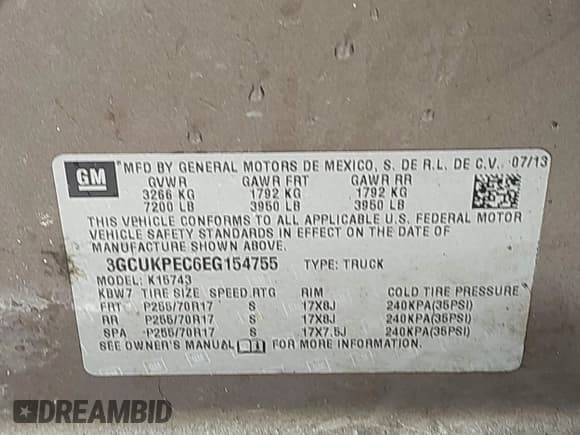 GM
MFD BY GENERAL MOTORS DE MEXICO, S. DE R.L. DE C.V. 07/13
GVWR GAWR FRT GAWR RR
3266 KG 1792 KG 1792 KG
7200 LB 3950 LB 3950 LB
THIS VEHICLE CONFORMS TO ALL APPLICABLE U.S. FEDERAL MOTOR
VEHICLE SAFETY STANDARDS IN EFFECT ON THE DATE OF
MANUFACTURE SHOWN ABOVE.
3GCUKPEC6EG154755 TYPE: TRUCK
MODEL: K15743
KBW7 TIRE SIZE SPEED RTG RIM COLD TIRE PRESSURE
FRT P255/70R17 S 17X8J 240KPA(35PSI)
RR P255/70R17 S 17X8J 240KPA(35PSI)
SPA P255/70R17 S 17X7.5J 240KPA(35PSI)
SEE OWNER'S MANUAL FOR MORE INFORMATION.
DREAMBID